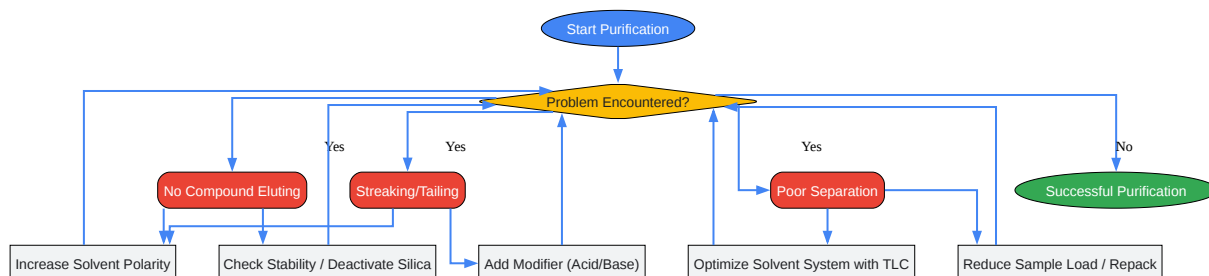 Start Purification
Problem Encountered?
Yes
Yes
Yes
No
No Compound Eluting
Streaking/Tailing
Poor Separation
Successful Purification
Increase Solvent Polarity
Check Stability / Deactivate Silica
Add Modifier (Acid/Base)
Optimize Solvent System with TLC
Reduce Sample Load / Repack